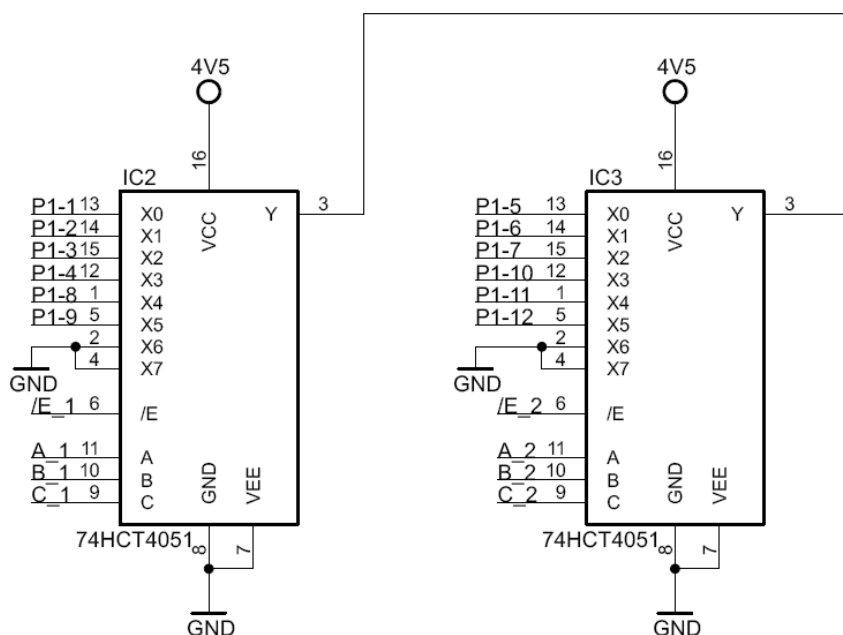 4V5 4V5
16 16
IC2 IC3
P1-1 13 X0 VCC Y 3 P1-5 13 X0 VCC Y 3
P1-2 14 X1 P1-6 14 X1
P1-3 15 X2 P1-7 15 X2
P1-4 12 X3 P1-10 12 X3
P1-8 1 X4 P1-11 1 X4
P1-9 5 X5 P1-12 5 X5
2 X6 2 X6
4 X7 4 X7
GND GND
/E_1 6 /E /E_2 6 /E
A_1 11 A A_2 11 A
B_1 10 B GND VEE B_2 10 B GND VEE
C_1 9 C C_2 9 C
74HCT4051 8 7 74HCT4051 8 7
GND GND